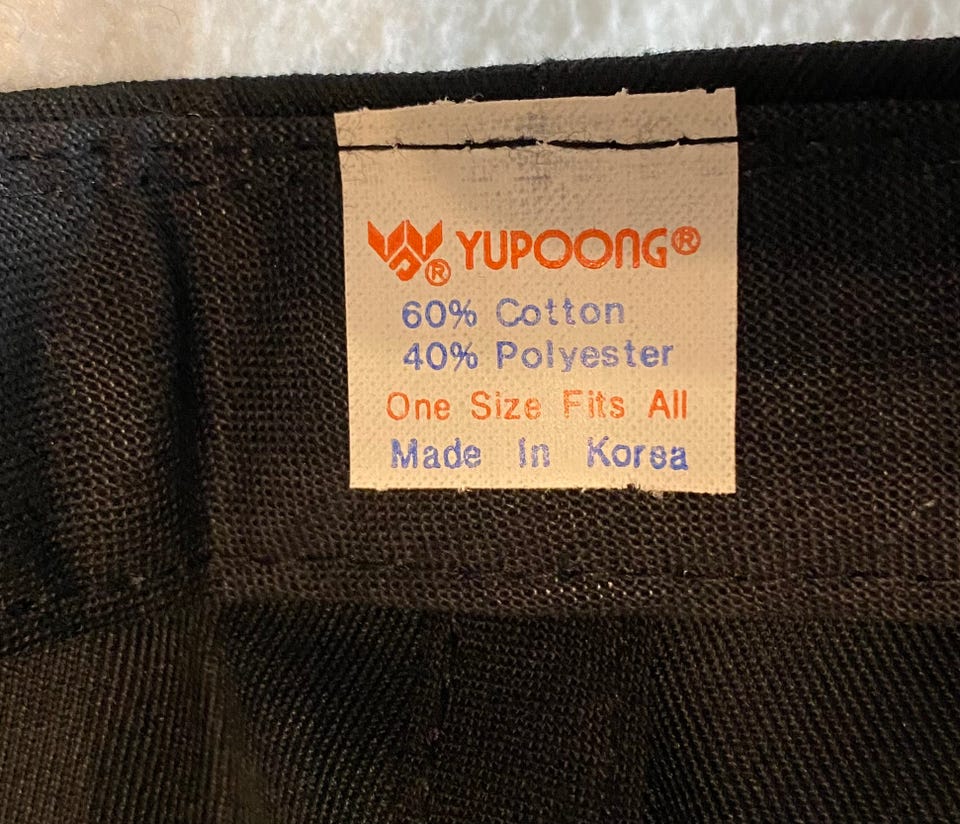 ® YUPOONG®
60% Cotton
40% Polyester
One Size Fits All
Made In Korea